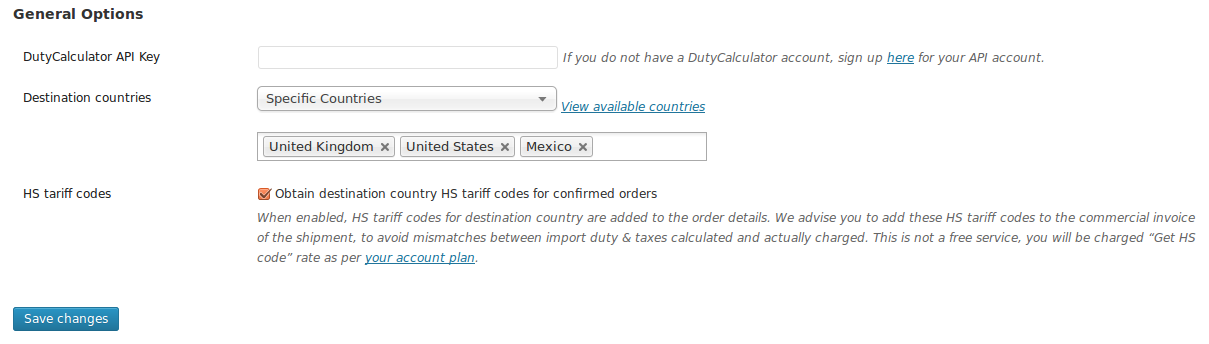 General Options
DutyCalculator API Key
If you do not have a DutyCalculator account, sign up here for your API account.
Destination countries
Specific Countries
View available countries
United Kingdom × United States × Mexico ×
HS tariff codes
Obtain destination country HS tariff codes for confirmed orders
When enabled, HS tariff codes for destination country are added to the order details. We advise you to add these HS tariff codes to the commercial invoice
of the shipment, to avoid mismatches between import duty & taxes calculated and actually charged. This is not a free service, you will be charged “Get HS
code” rate as per your account plan.
Save changes